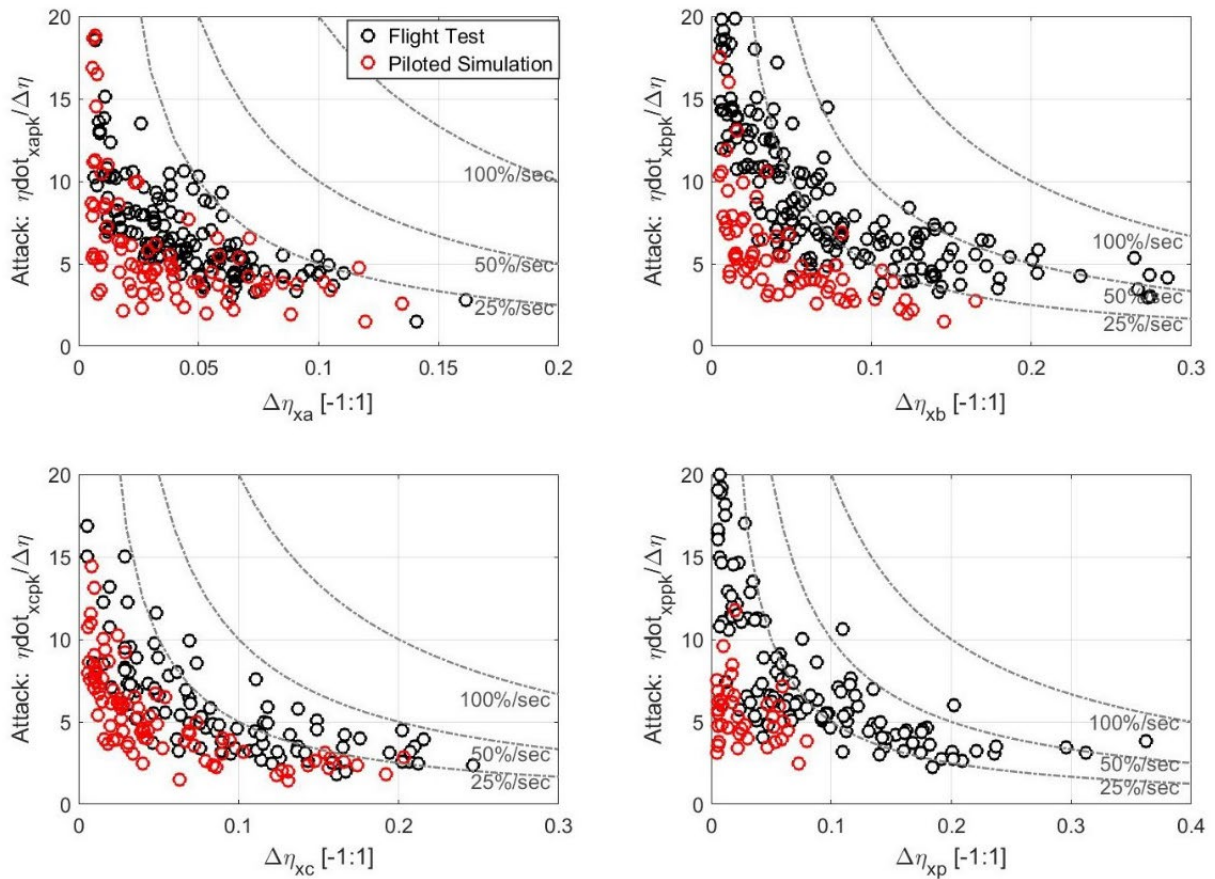 20
15
10
5
0
Attack: ηdot_xapk/Δη
Flight Test
Piloted Simulation
100%/sec
50%/sec
25%/sec
0 0.05 0.1 0.15 0.2
Δη_xa [-1:1]
20
15
10
5
0
Attack: ηdot_xbpk/Δη
100%/sec
50%/sec
25%/sec
0 0.1 0.2 0.3
Δη_xb [-1:1]
20
15
10
5
0
Attack: ηdot_xcpk/Δη
100%/sec
50%/sec
25%/sec
0 0.1 0.2 0.3
Δη_xc [-1:1]
20
15
10
5
0
Attack: ηdot_xppk/Δη
100%/sec
50%/sec
25%/sec
0 0.1 0.2 0.3 0.4
Δη_xp [-1:1]